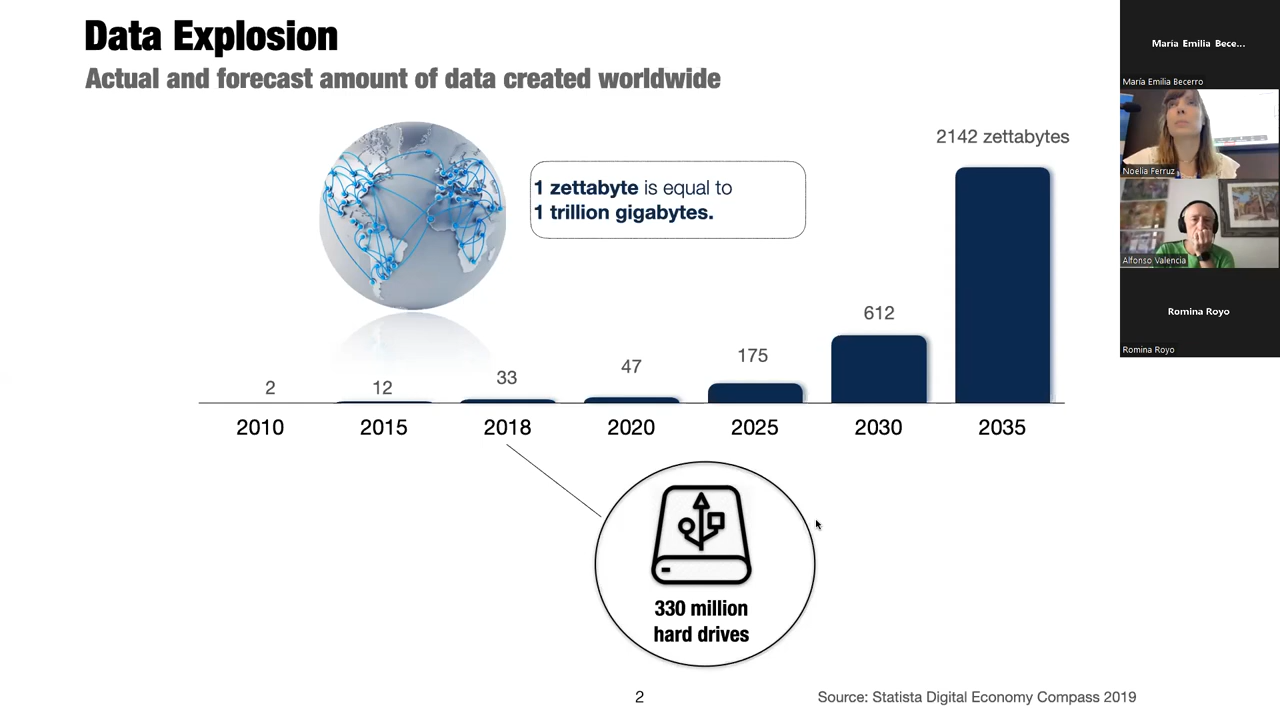 Data Explosion
Actual and forecast amount of data created worldwide
1 zettabyte is equal to
1 trillion gigabytes.
2142 zettabytes
612
175
47
33
12
2
2010
2015
2018
2020
2025
2030
2035
330 million
hard drives
2
Source: Statista Digital Economy Compass 2019
María Emilia Bece...
María Emilia Becerro
Noelia Ferruz
Alfonso Valencia
Romina Royo
Romina Royo